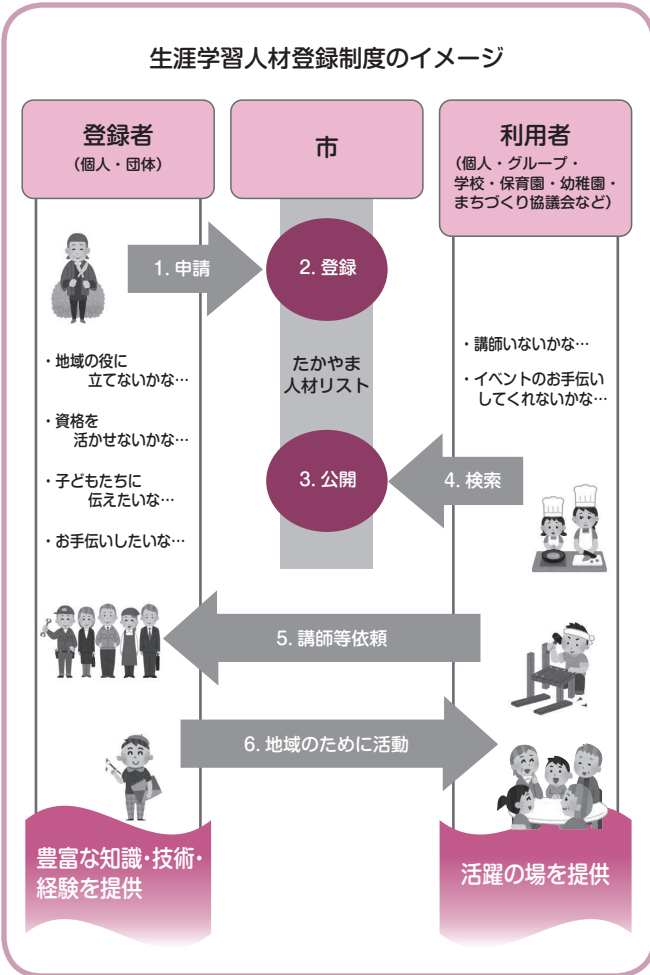 生涯学習人材登録制度のイメージ
登録者
(個人・団体)
市
利用者
(個人・グループ・
学校・保育園・幼稚園・
まちづくり協議会など)
1. 申請
2. 登録
・地域の役に
立てないかな…
・資格を
活かせないかな…
・子どもたちに
伝えたいな…
・お手伝いしたいな…
たかやま
人材リスト
・講師いないかな…
・イベントのお手伝い
してくれないかな…
3. 公開
4. 検索
5. 講師等依頼
6. 地域のために活動
豊富な知識・技術・
経験を提供
活躍の場を提供